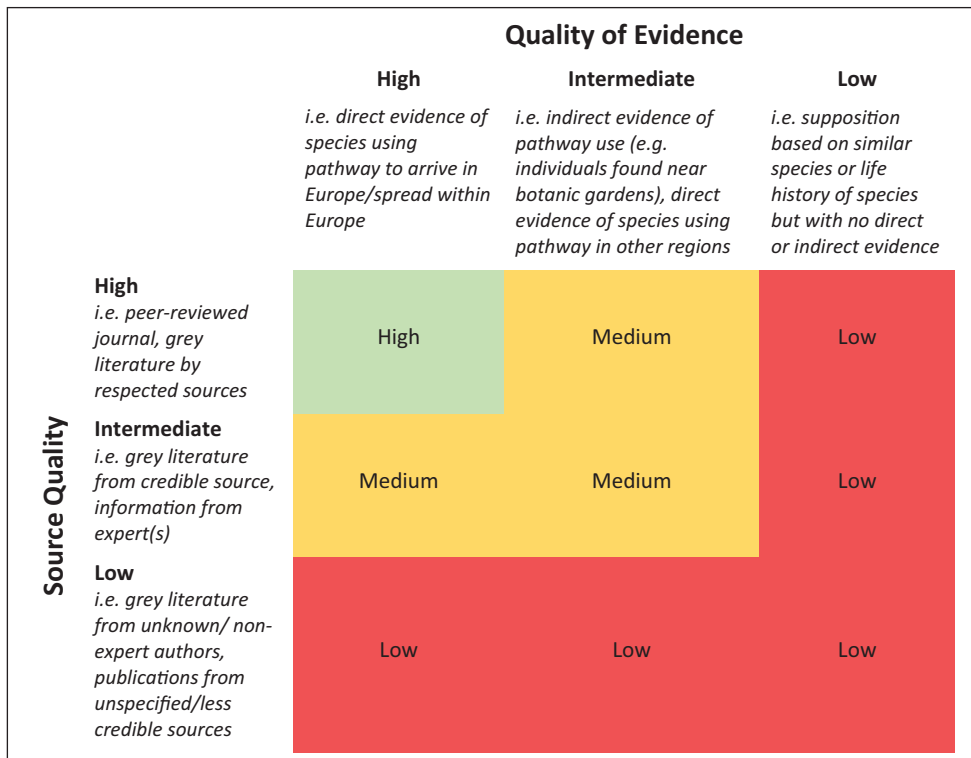 Quality of Evidence
High
i.e. direct evidence of
species using
pathway to arrive in
Europe/spread within
Europe
Intermediate
i.e. indirect evidence of
pathway use (e.g.
individuals found near
botanic gardens), direct
evidence of species using
pathway in other regions
Low
i.e. supposition
based on similar
species or life
history of species
but with no direct
or indirect evidence
Source Quality
High
i.e. peer-reviewed
journal, grey
literature by
respected sources
High
Medium
Low
Intermediate
i.e. grey literature
from credible source,
information from
expert(s)
Medium
Medium
Low
Low
i.e. grey literature
from unknown/ non-
expert authors,
publications from
unspecified/less
credible sources
Low
Low
Low